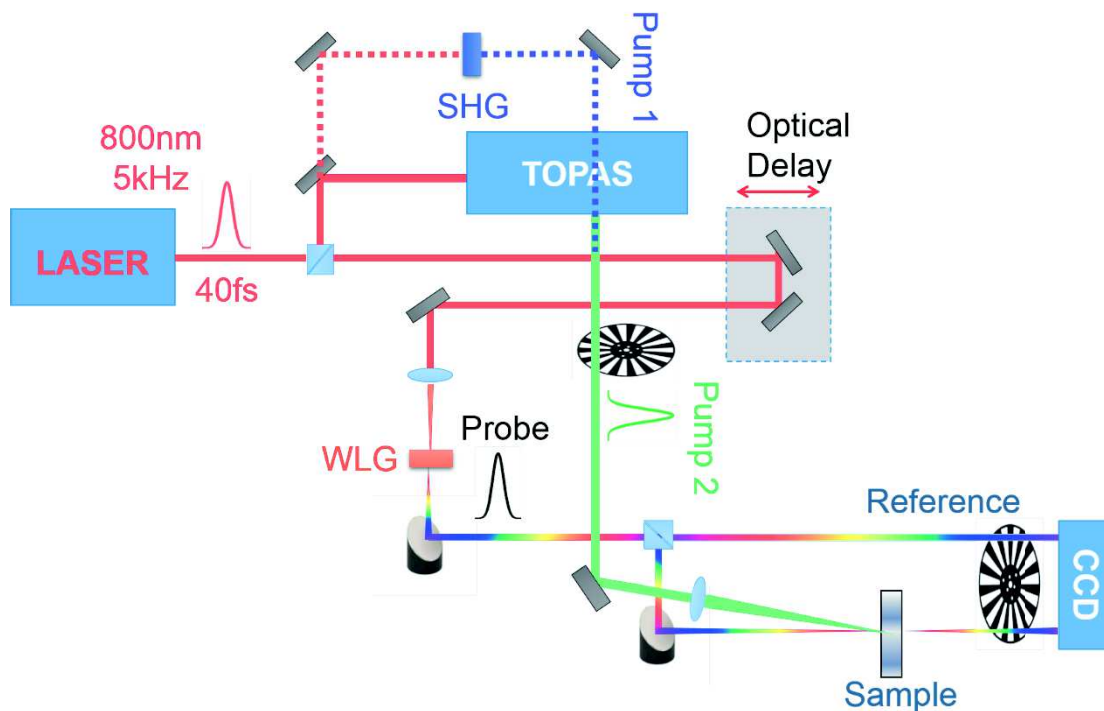 Pump 1
SHG
800nm
5kHz
TOPAS
Optical
Delay
LASER
40fs
Pump 2
Probe
WLG
Reference
CCD
Sample